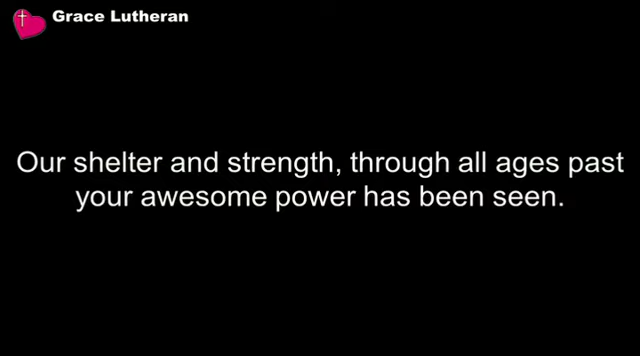 Grace Lutheran
Our shelter and strength, through all ages past
your awesome power has been seen.